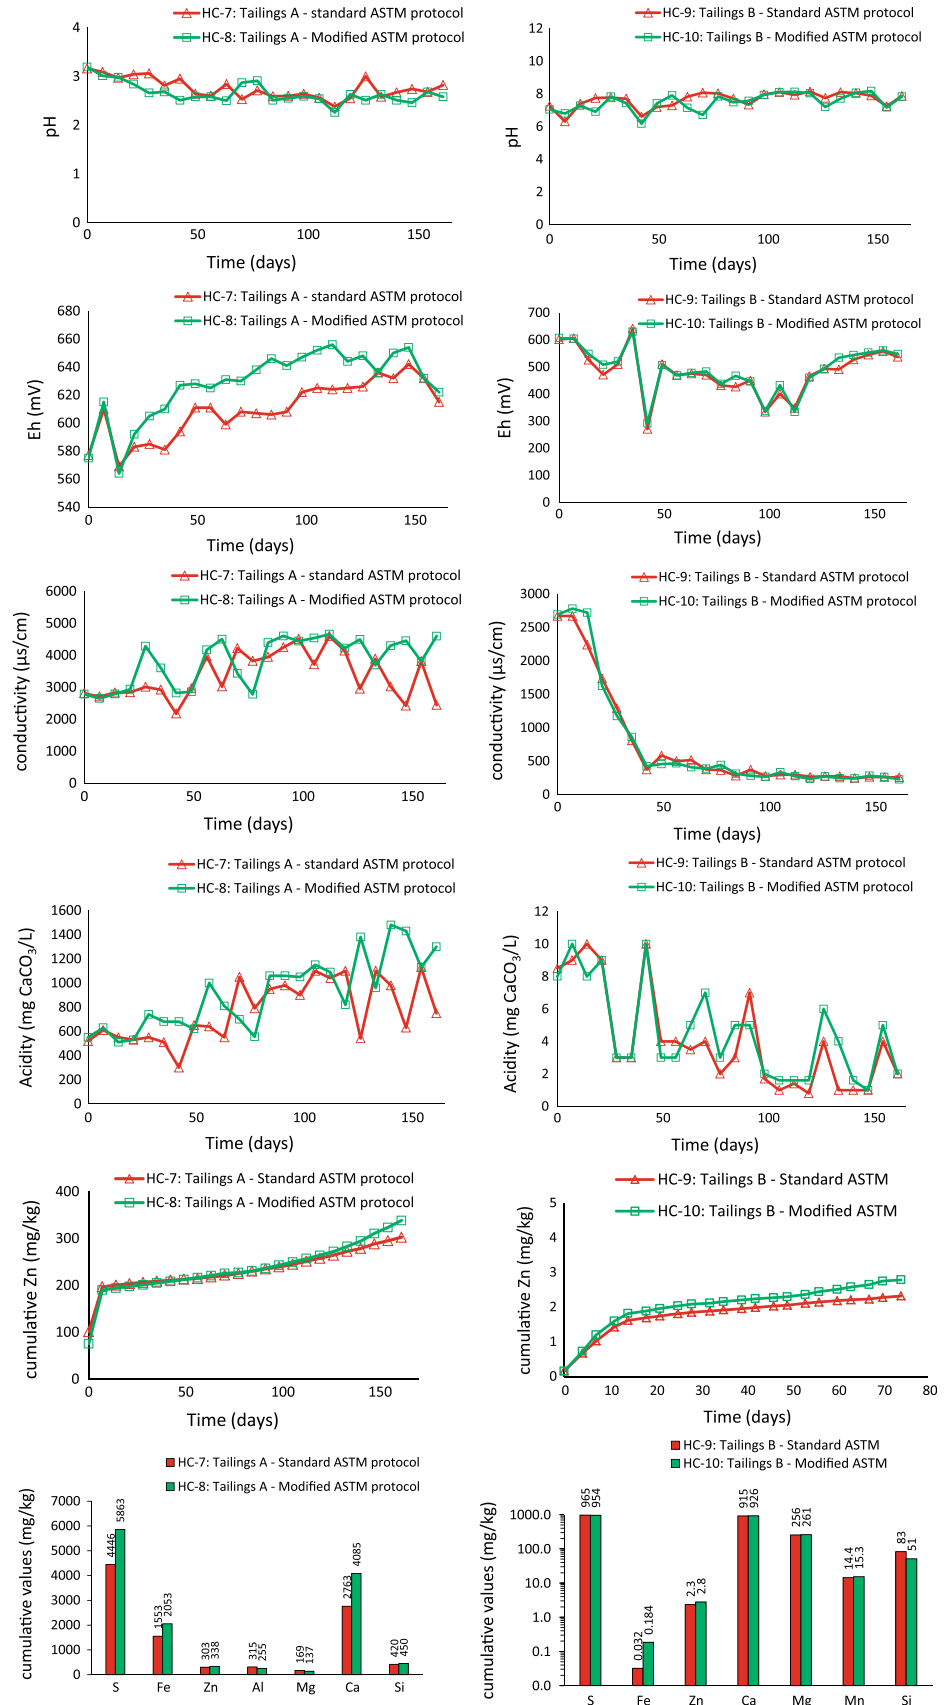 HC-7: Tailings A - standard ASTM protocol
HC-8: Tailings A - Modified ASTM protocol
4
3
2
1
0
pH
0 50 100 150
Time (days)
HC-9: Tailings B - Standard ASTM protocol
HC-10: Tailings B - Modified ASTM protocol
12
10
8
6
4
2
0
pH
0 50 100 150
Time (days)
HC-7: Tailings A - standard ASTM protocol
HC-8: Tailings A - Modified ASTM protocol
680
660
640
620
600
580
560
540
Eh (mV)
0 50 100 150
Time (days)
HC-9: Tailings B - Standard ASTM protocol
HC-10: Tailings B - Modified ASTM protocol
700
600
500
400
300
200
100
0
Eh (mV)
0 50 100 150
Time (days)
HC-7: Tailings A - standard ASTM protocol
HC-8: Tailings A - Modified ASTM protocol
6000
5000
4000
3000
2000
1000
0
conductivity (µs/cm)
0 50 100 150
Time (days)
HC-9: Tailings B - Standard ASTM protocol
HC-10: Tailings B - Modified ASTM protocol
3000
2500
2000
1500
1000
500
0
conductivity (µs/cm)
0 50 100 150
Time (days)
HC-7: Tailings A - standard ASTM protocol
HC-8: Tailings A - Modified ASTM protocol
1600
1400
1200
1000
800
600
400
200
0
Acidity (mg CaCO₃/L)
0 50 100 150
Time (days)
HC-9: Tailings B - Standard ASTM protocol
HC-10: Tailings B - Modified ASTM protocol
12
10
8
6
4
2
0
Acidity (mg CaCO₃/L)
0 50 100 150
Time (days)
HC-7: Tailings A - Standard ASTM protocol
HC-8: Tailings A - Modified ASTM protocol
400
300
200
100
0
cumulative Zn (mg/kg)
0 50 100 150
Time (days)
HC-9: Tailings B - Standard ASTM
HC-10: Tailings B - Modified ASTM
5
4
3
2
1
0
cumulative Zn (mg/kg)
0 10 20 30 40 50 60 70 80
Time (days)
HC-7: Tailings A - Standard ASTM protocol
HC-8: Tailings A - Modified ASTM protocol
7000
6000
5000
4000
3000
2000
1000
0
cumulative values (mg/kg)
4446 5863 1553 2053 303 338 315 255 169 137 2763 4085 420 450
S Fe Zn Al Mg Ca Si
HC-9: Tailings B - Standard ASTM
HC-10: Tailings B - Modified ASTM
1000.0
100.0
10.0
1.0
0.1
0.0
cumulative values (mg/kg)
965 954 0.032 0.184 2.3 2.8 915 926 256 261 14.4 15.3 83 51
S Fe Zn Ca Mg Mn Si